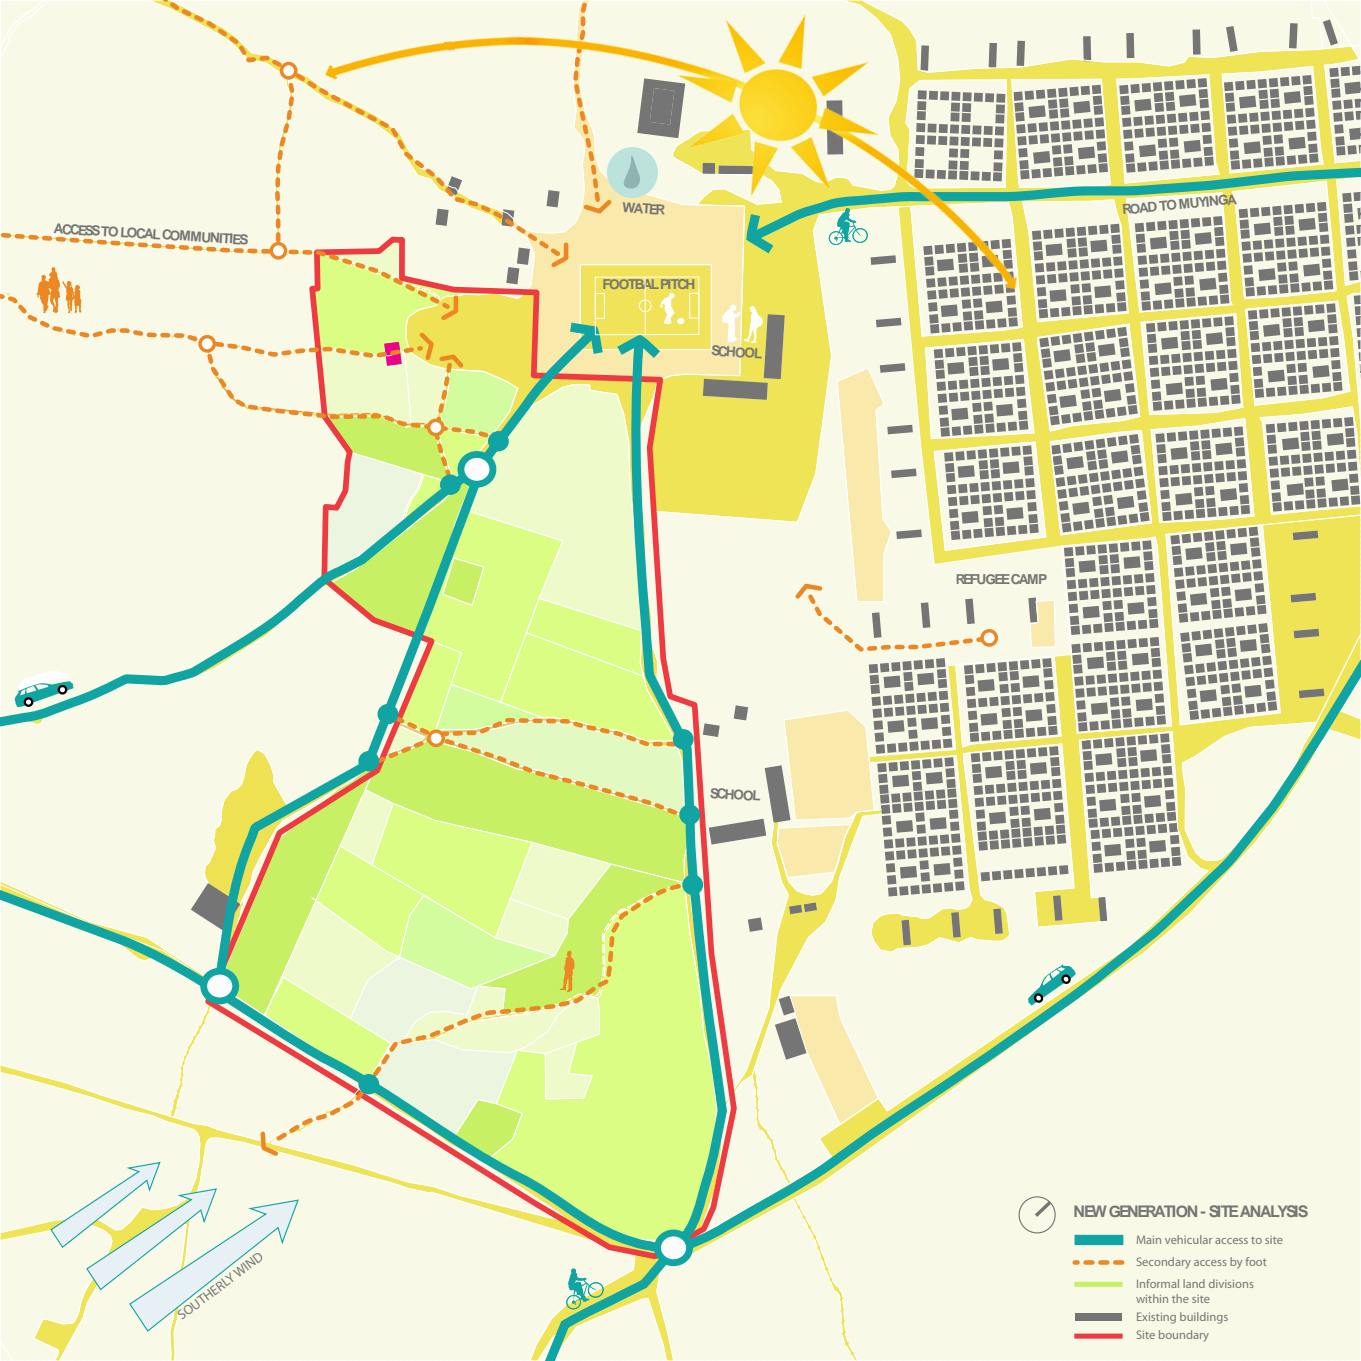 ROAD TO MUYINGA
WATER
ACCESS TO LOCAL COMMUNITIES
FOOTBAL PITCH
SCHOOL
REFUGEE CAMP
SCHOOL
SOUTHERLY WIND
NEW GENERATION - SITE ANALYSIS
Main vehicular access to site
Secondary access by foot
Informal land divisions
within the site
Existing buildings
Site boundary